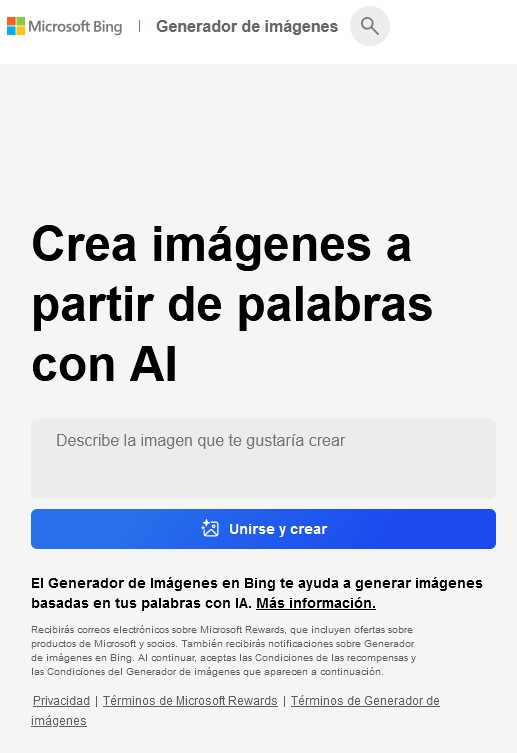 Microsoft Bing | Generador de imágenes
Crea imágenes a
partir de palabras
con AI
Describe la imagen que te gustaría crear
Unirse y crear
El Generador de Imágenes en Bing te ayuda a generar imágenes
basadas en tus palabras con IA. Más información.
Recibirás correos electrónicos sobre Microsoft Rewards, que incluyen ofertas sobre
productos de Microsoft y socios. También recibirás notificaciones sobre Generador
de imágenes en Bing. Al continuar, aceptas las Condiciones de las recompensas y
las Condiciones del Generador de imágenes que aparecen a continuación.
Privacidad | Términos de Microsoft Rewards | Términos de Generador de
imágenes